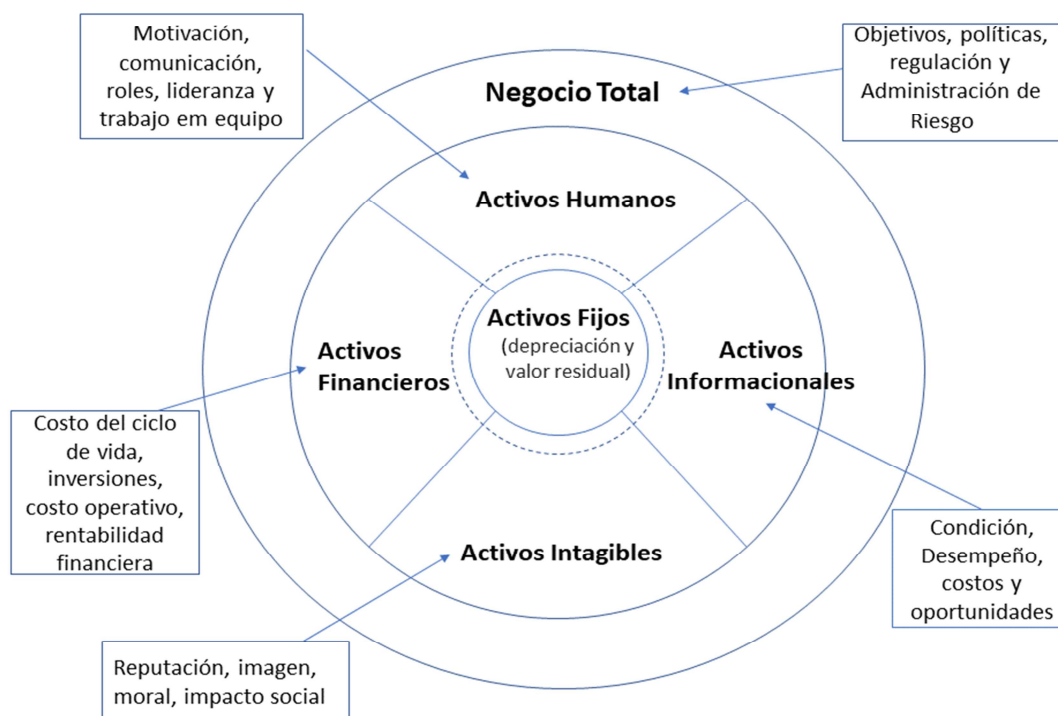 Motivación,
comunicación,
roles, lideranza y
trabajo em equipo
Objetivos, políticas,
regulación y
Administración de
Riesgo
Negocio Total
Activos Humanos
Activos Fijos
(depreciación y
valor residual)
Activos
Financieros
Activos
Informacionales
Costo del ciclo
de vida,
inversiones,
costo operativo,
rentabilidad
financiera
Activos Intagibles
Condición,
Desempeño,
costos y
oportunidades
Reputación, imagen,
moral, impacto social